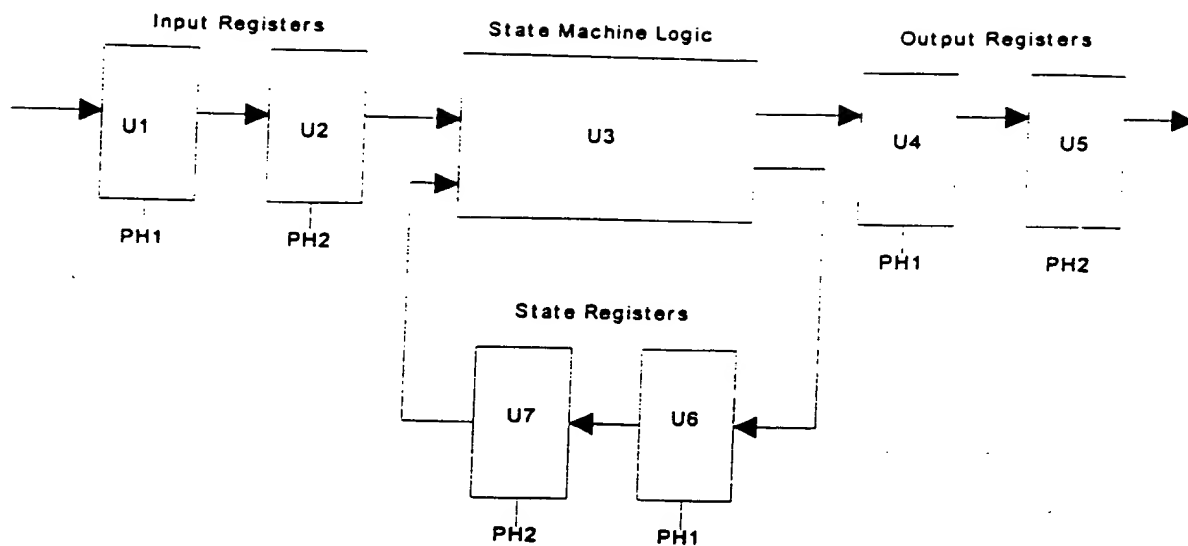 Input Registers
State Machine Logic
Output Registers
U1
U2
U3
U4
U5
PH1
PH2
PH1
PH2
State Registers
U7
U6
PH2
PH1